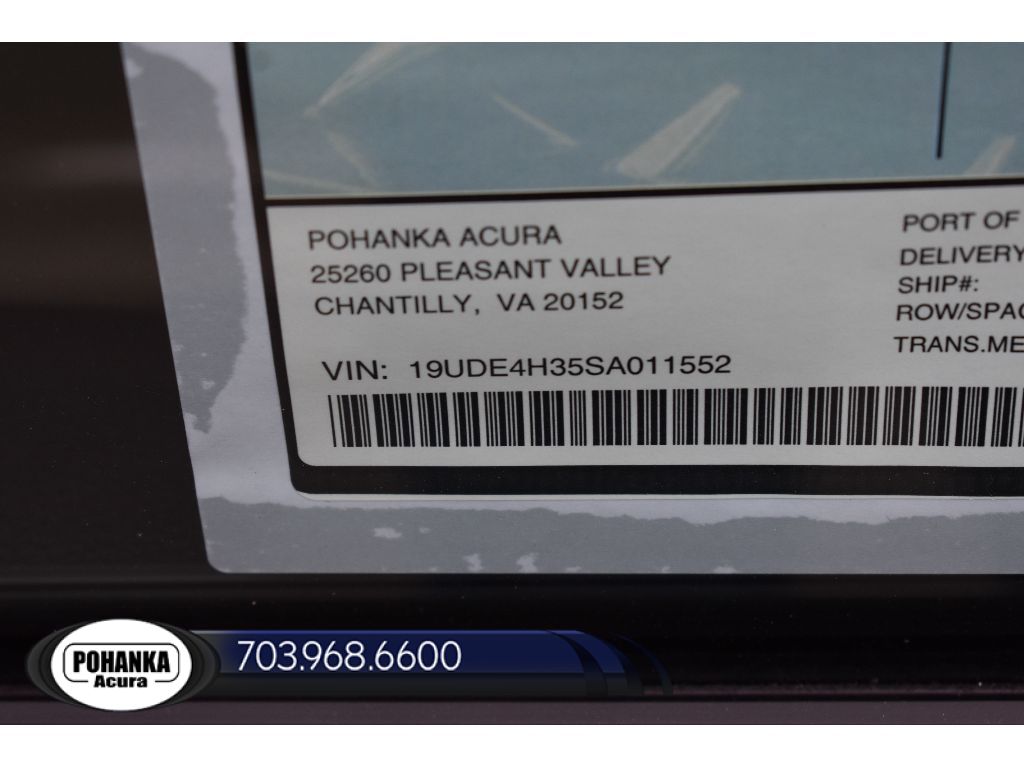 POHANKA ACURA
25260 PLEASANT VALLEY
CHANTILLY, VA 20152
VIN: 19UDE4H35SA011552
PORT OF
DELIVERY
SHIP#:
ROW/SPAC
TRANS.ME
POHANKA
Acura
703.968.6600